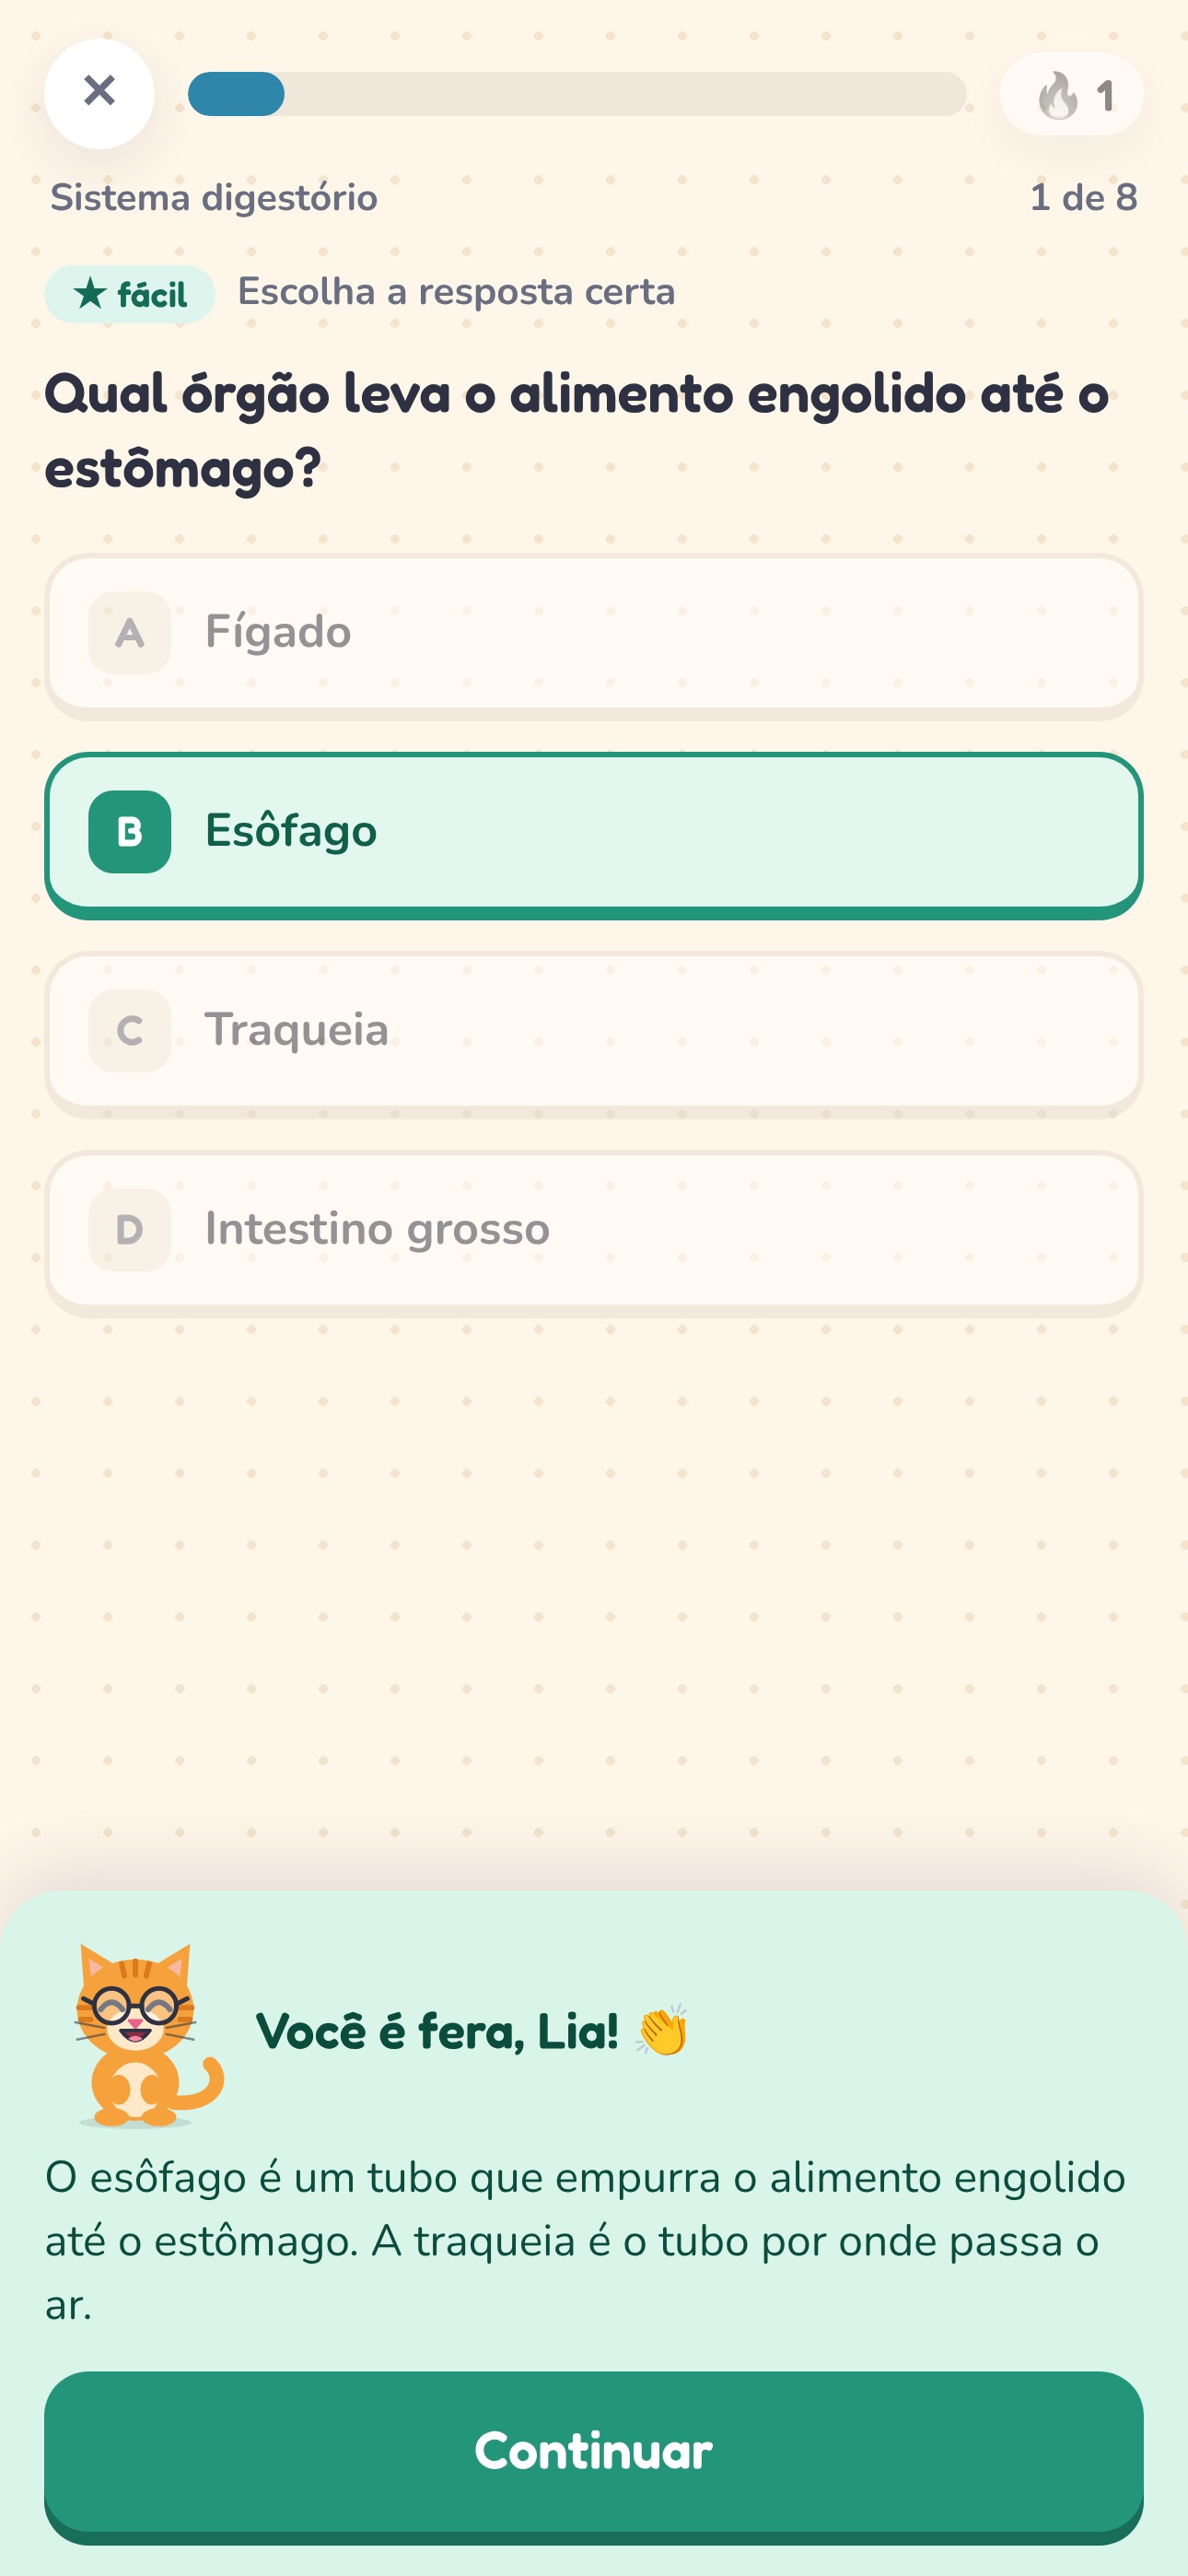 ✕
🔥 1
Sistema digestório
1 de 8
★ fácil
Escolha a resposta certa
Qual órgão leva o alimento engolido até o
estômago?
A Fígado
B Esôfago
C Traqueia
D Intestino grosso
Você é fera, Lia! 👏
O esôfago é um tubo que empurra o alimento engolido
até o estômago. A traqueia é o tubo por onde passa o
ar.
Continuar